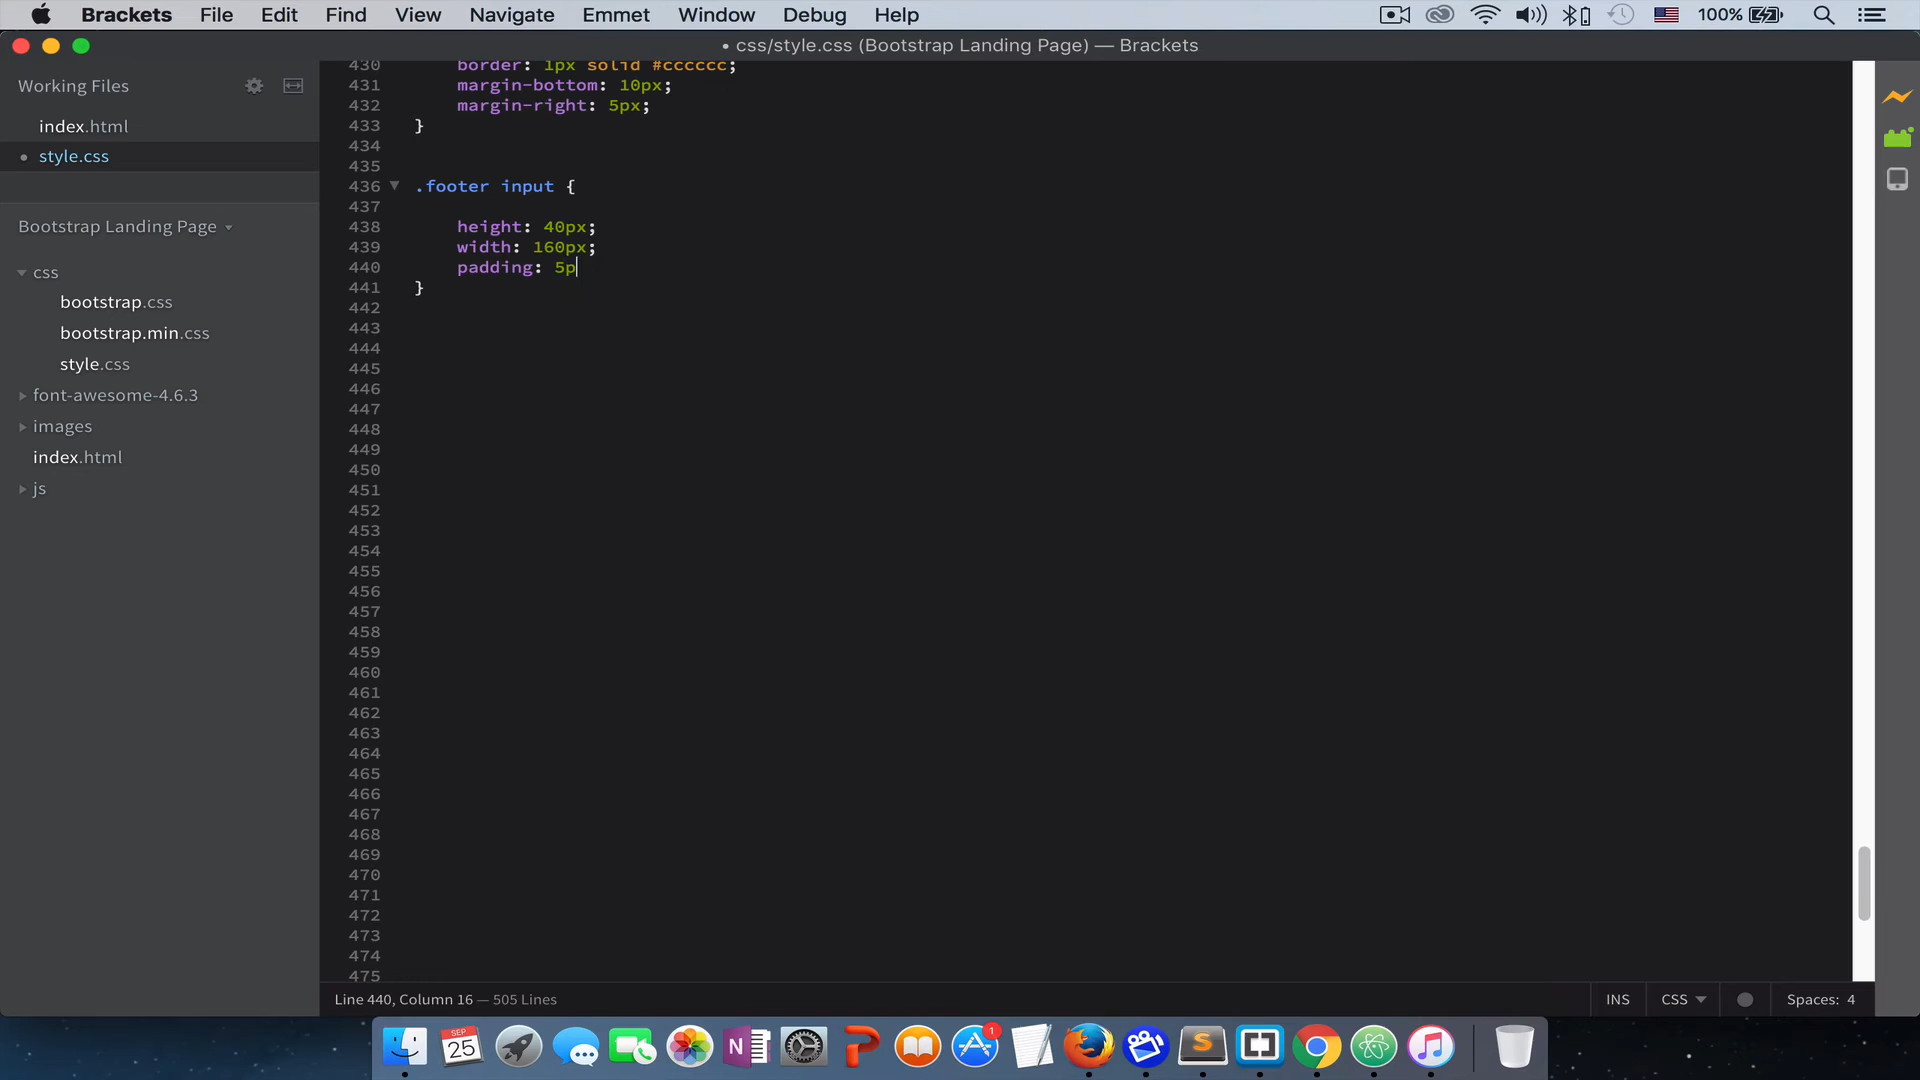 Brackets File Edit Find View Navigate Emmet Window Debug Help 100%
• css/style.css (Bootstrap Landing Page) — Brackets
Working Files
index.html
style.css
Bootstrap Landing Page
css
bootstrap.css
bootstrap.min.css
style.css
font-awesome-4.6.3
images
index.html
js
430 border: 1px solid #cccccc;
431 margin-bottom: 10px;
432 margin-right: 5px;
433 }
434
435
436 .footer input {
437
438 height: 40px;
439 width: 160px;
440 padding: 5p
441 }
442
443
444
445
446
447
448
449
450
451
452
453
454
455
456
457
458
459
460
461
462
463
464
465
466
467
468
469
470
471
472
473
474
475
Line 440, Column 16 — 505 Lines INS CSS Spaces: 4
SEP
25
N
1
S